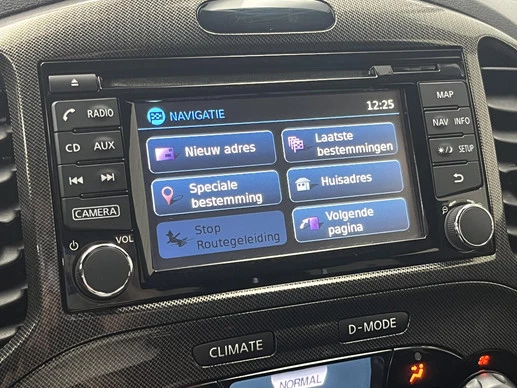 NAVIGATIE
12:25
Nieuw adres
Laatste
bestemmingen
Speciale
bestemming
Huisadres
Stop
Routegeleiding
Volgende
pagina
RADIO
CD
AUX
CAMERA
VOL
MAP
NAV
INFO
SETUP
CLIMATE
D-MODE
NORMAL